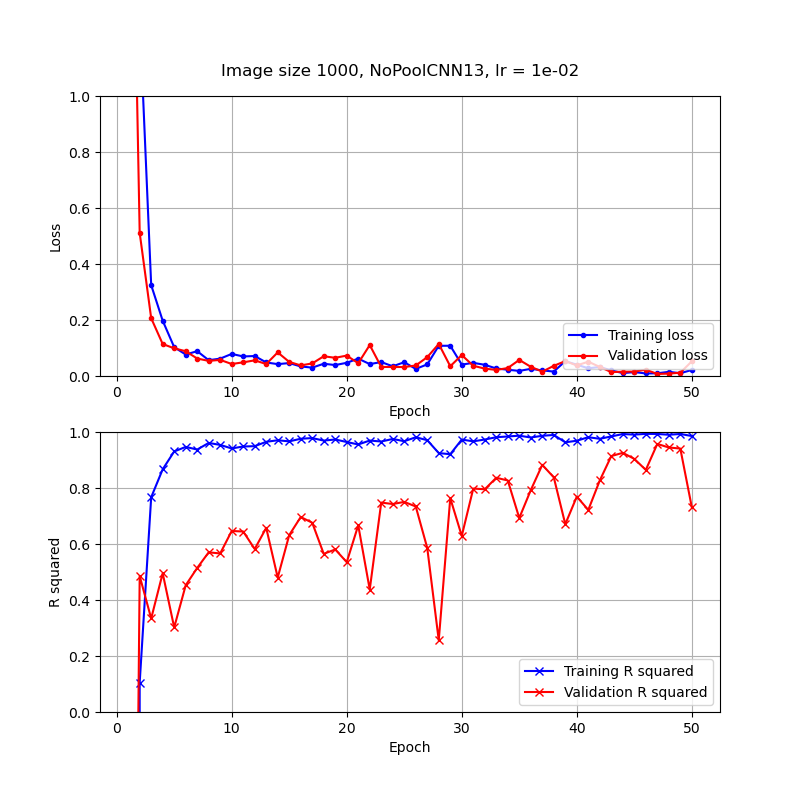 Image size 1000, NoPoolCNN13, lr = 1e-02
1.0
0.8
0.6
0.4
0.2
0.0
Loss
Training loss
Validation loss
0 10 20 30 40 50
Epoch
1.0
0.8
0.6
0.4
0.2
0.0
R squared
Training R squared
Validation R squared
0 10 20 30 40 50
Epoch